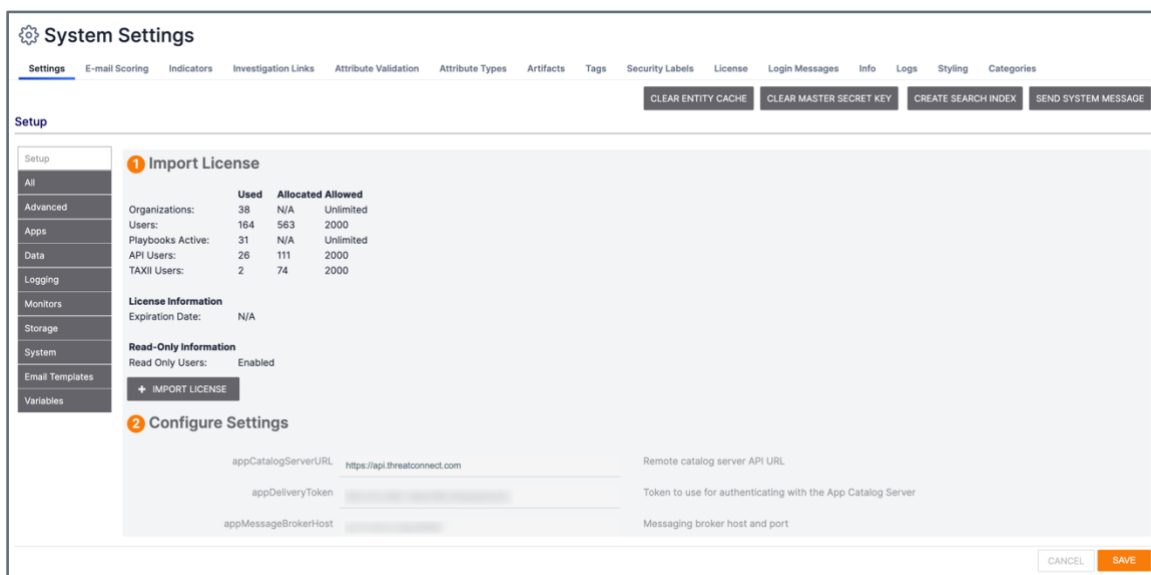 System Settings
Settings E-mail Scoring Indicators Investigation Links Attribute Validation Attribute Types Artifacts Tags Security Labels License Login Messages Info Logs Styling Categories
CLEAR ENTITY CACHE CLEAR MASTER SECRET KEY CREATE SEARCH INDEX SEND SYSTEM MESSAGE
Setup
Setup
All
Advanced
Apps
Data
Logging
Monitors
Storage
System
Email Templates
Variables
1 Import License
Used Allocated Allowed
Organizations: 38 N/A Unlimited
Users: 164 563 2000
Playbooks Active: 31 N/A Unlimited
API Users: 26 111 2000
TAXII Users: 2 74 2000
License Information
Expiration Date: N/A
Read-Only Information
Read Only Users: Enabled
+ IMPORT LICENSE
2 Configure Settings
appCatalogServerURL https://api.threatconnect.com Remote catalog server API URL
appDeliveryToken Token to use for authenticating with the App Catalog Server
appMessageBrokerHost Messaging broker host and port
CANCEL SAVE